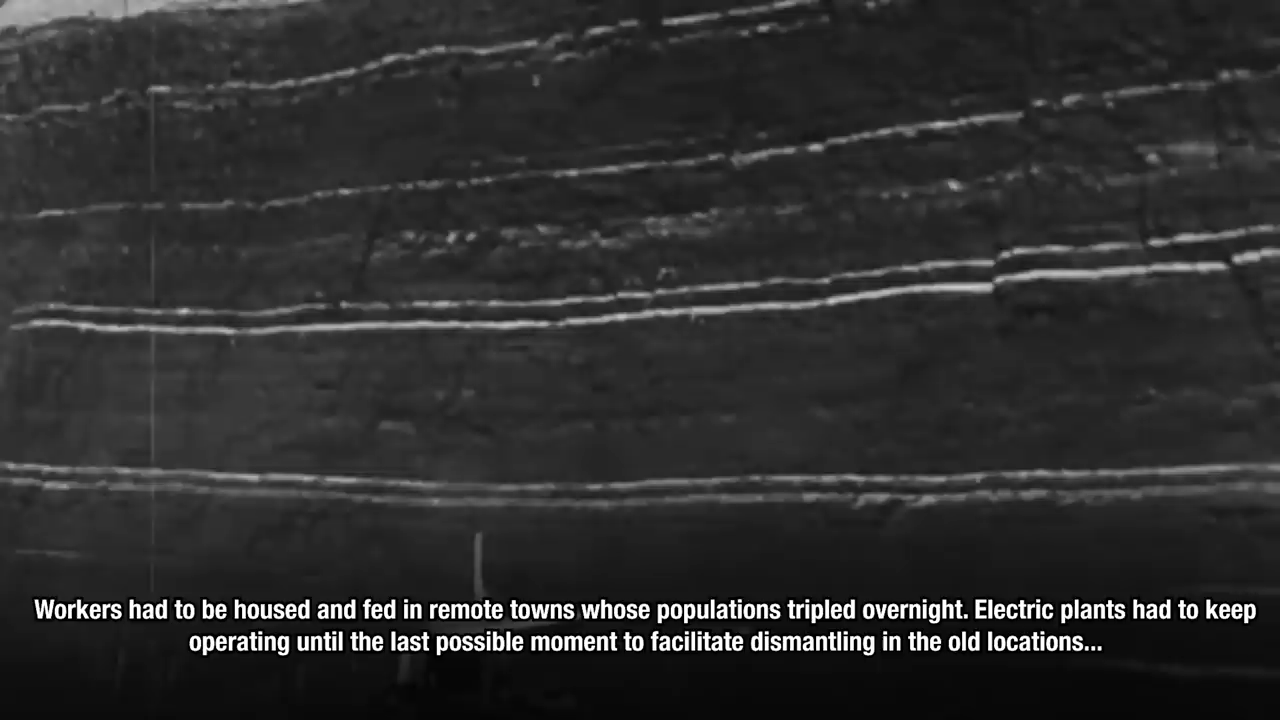 Workers had to be housed and fed in remote towns whose populations tripled overnight. Electric plants had to keep
operating until the last possible moment to facilitate dismantling in the old locations...